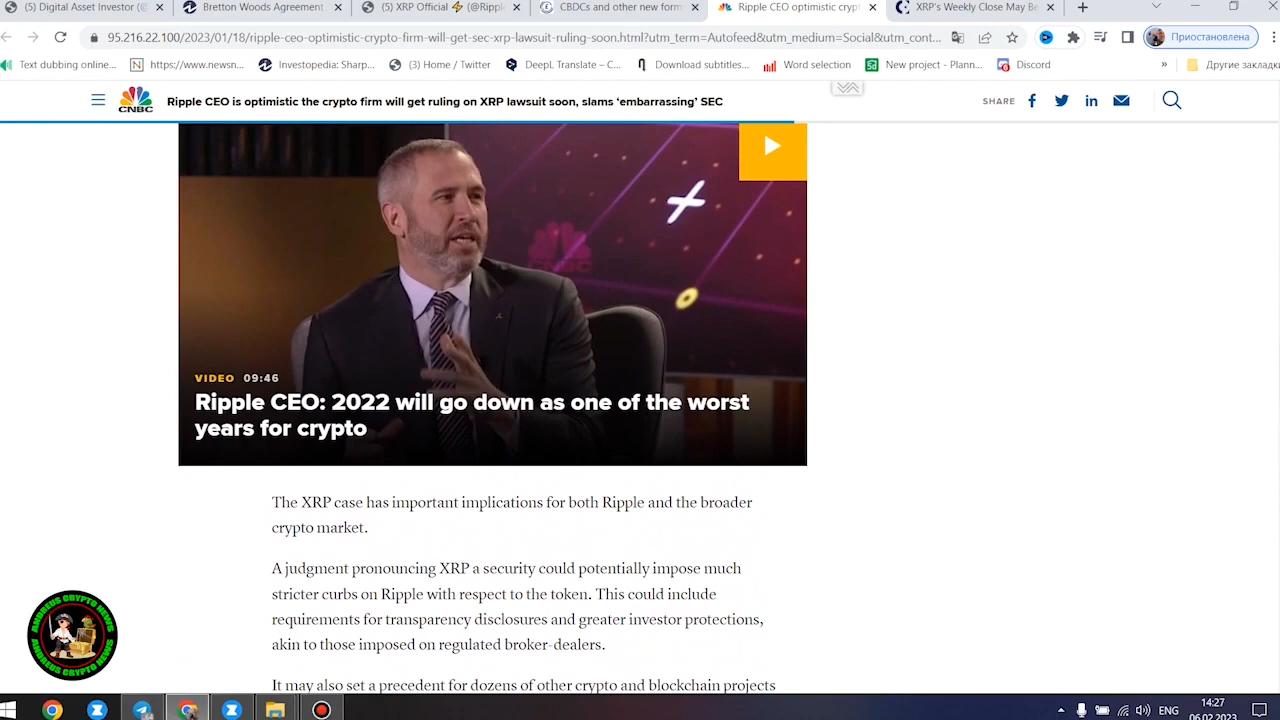 (5) Digital Asset Investor (@
Bretton Woods Agreement
(5) XRP Official ⚡ (@Rippl
CBDCs and other new form
Ripple CEO optimistic crypt
XRP's Weekly Close May Be
95.216.22.100/2023/01/18/ripple-ceo-optimistic-crypto-firm-will-get-sec-xrp-lawsuit-ruling-soon.html?utm_term=Autofeed&utm_medium=Social&utm_cont...
Приостановлена
Text dubbing online...
https://www.newsn...
Investopedia: Sharp...
(3) Home / Twitter
DeepL Translate – С...
Download subtitles...
Word selection
New project - Plann...
Discord
»
Другие закладки
CNBC
Ripple CEO is optimistic the crypto firm will get ruling on XRP lawsuit soon, slams ‘embarrassing’ SEC
SHARE
VIDEO 09:46
Ripple CEO: 2022 will go down as one of the worst
years for crypto
The XRP case has important implications for both Ripple and the broader
crypto market.
A judgment pronouncing XRP a security could potentially impose much
stricter curbs on Ripple with respect to the token. This could include
requirements for transparency disclosures and greater investor protections,
akin to those imposed on regulated broker-dealers.
It may also set a precedent for dozens of other crypto and blockchain projects
ANDREUS CRYPTO NEWS
ANDREUS CRYPTO NEWS
ENG
14:27
06.02.2023